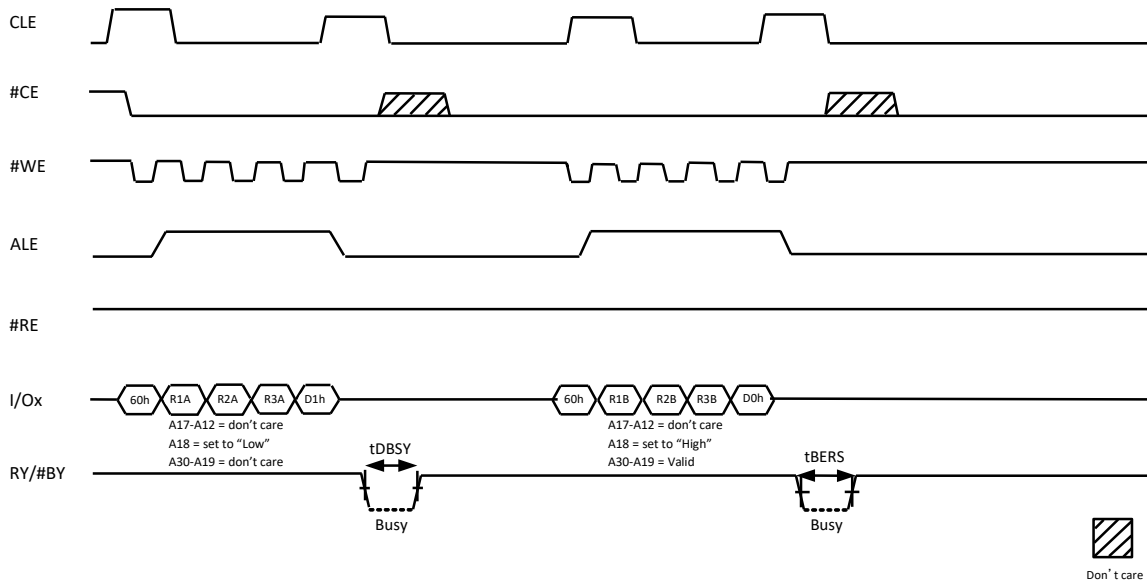 CLE
#CE
#WE
ALE
#RE
I/Ox
60h R1A R2A R3A D1h
60h R1B R2B R3B D0h
A17-A12 = don't care
A18 = set to "Low"
A30-A19 = don't care
A17-A12 = don't care
A18 = set to "High"
A30-A19 = Valid
RY/#BY
tDBSY
Busy
tBERS
Busy
Don't care